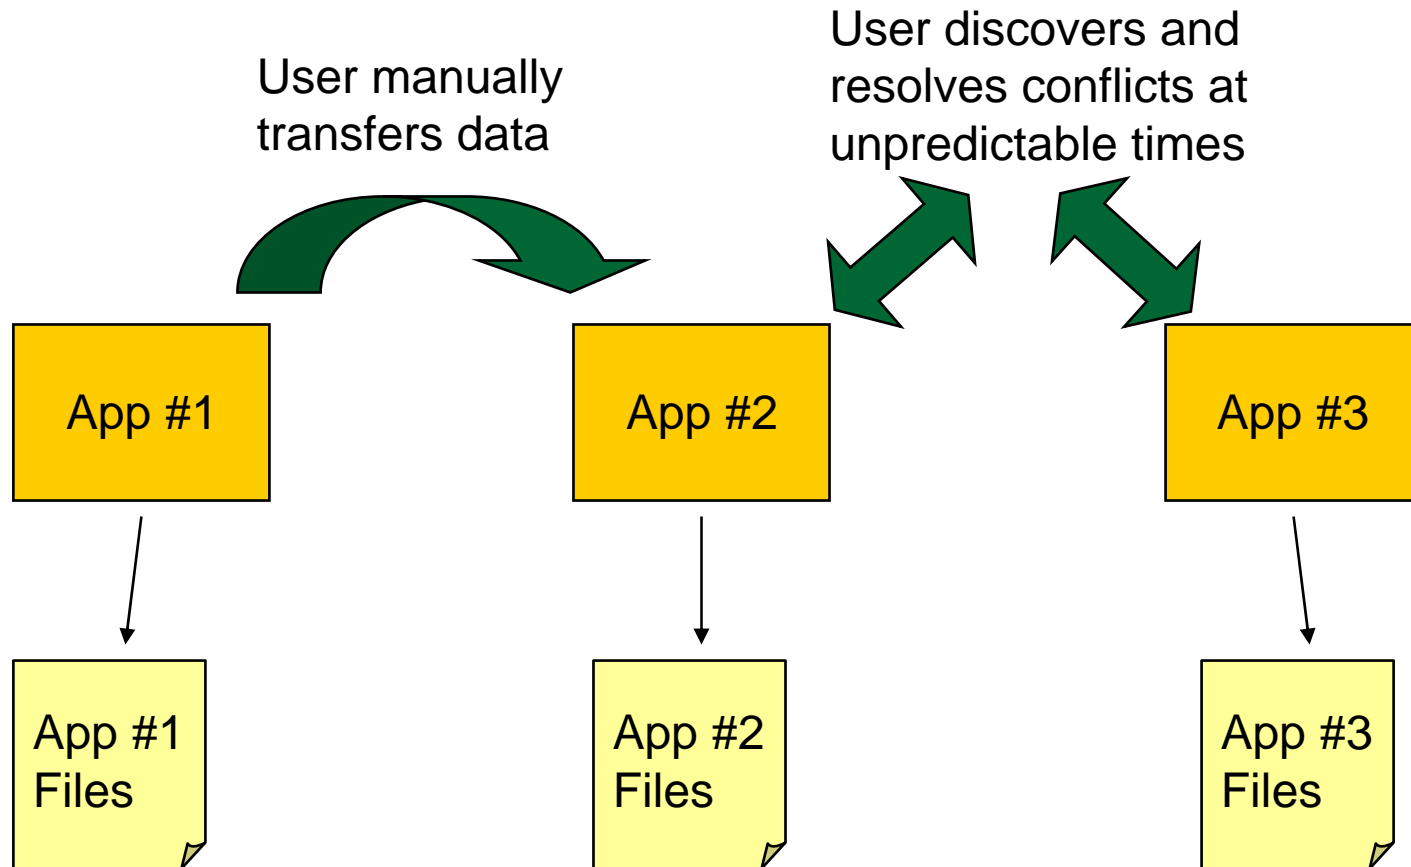 User manually
transfers data
User discovers and
resolves conflicts at
unpredictable times
App #1
App #2
App #3
App #1
Files
App #2
Files
App #3
Files